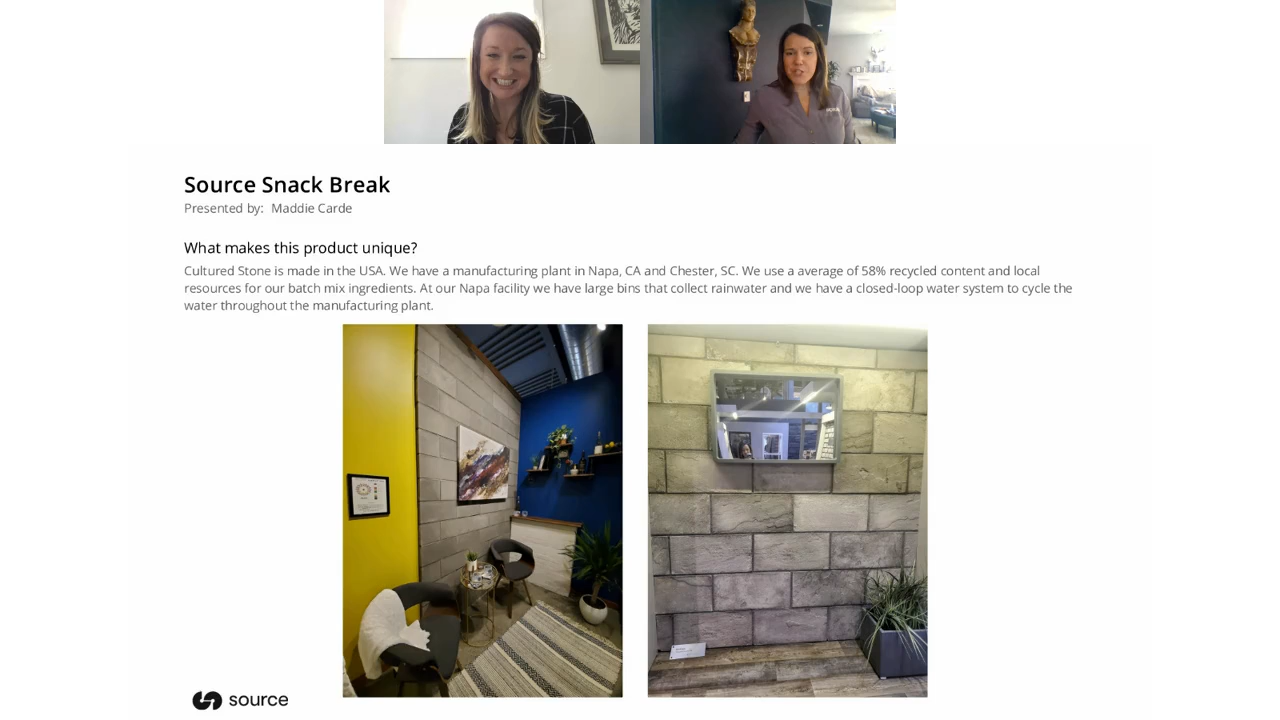 Source Snack Break
Presented by: Maddie Carde
What makes this product unique?
Cultured Stone is made in the USA. We have a manufacturing plant in Napa, CA and Chester, SC. We use a average of 58% recycled content and local
resources for our batch mix ingredients. At our Napa facility we have large bins that collect rainwater and we have a closed-loop water system to cycle the
water throughout the manufacturing plant.
source